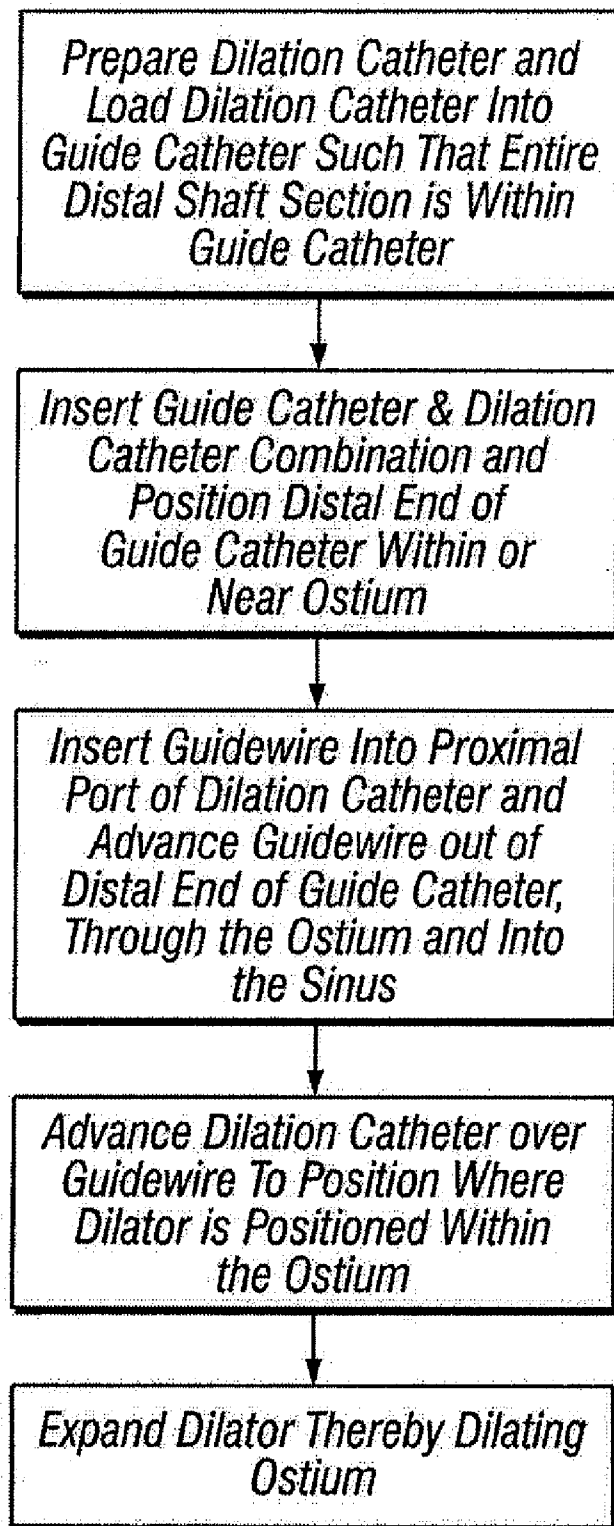 Prepare Dilation Catheter and
Load Dilation Catheter Into
Guide Catheter Such That Entire
Distal Shaft Section is Within
Guide Catheter
Insert Guide Catheter & Dilation
Catheter Combination and
Position Distal End of
Guide Catheter Within or
Near Ostium
Insert Guidewire Into Proximal
Port of Dilation Catheter and
Advance Guidewire out of
Distal End of Guide Catheter,
Through the Ostium and Into
the Sinus
Advance Dilation Catheter over
Guidewire To Position Where
Dilator is Positioned Within
the Ostium
Expand Dilator Thereby Dilating
Ostium